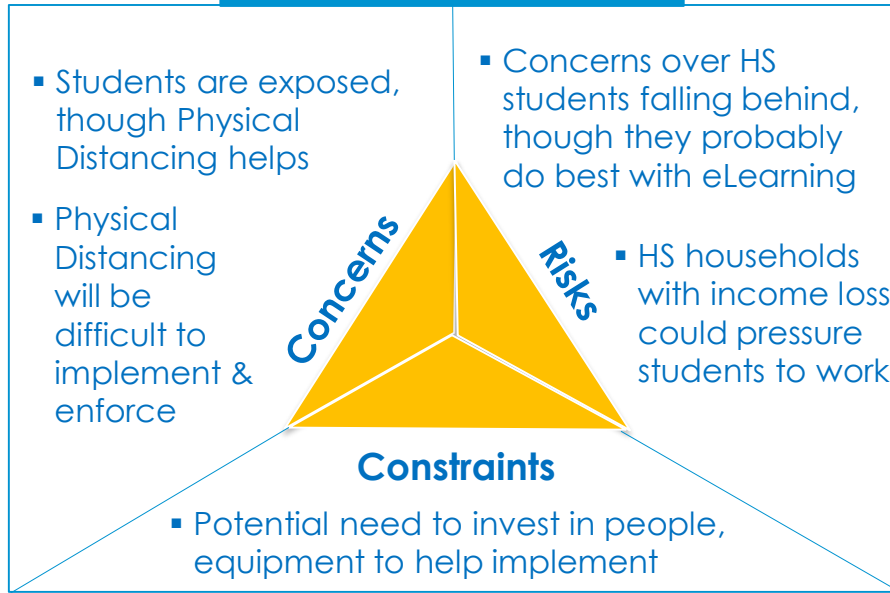 ▪ Students are exposed,
though Physical
Distancing helps
▪ Physical
Distancing
will be
difficult to
implement &
enforce
Concerns
▪ Concerns over HS
students falling behind,
though they probably
do best with eLearning
Risks
▪ HS households
with income loss
could pressure
students to work
Constraints
▪ Potential need to invest in people,
equipment to help implement